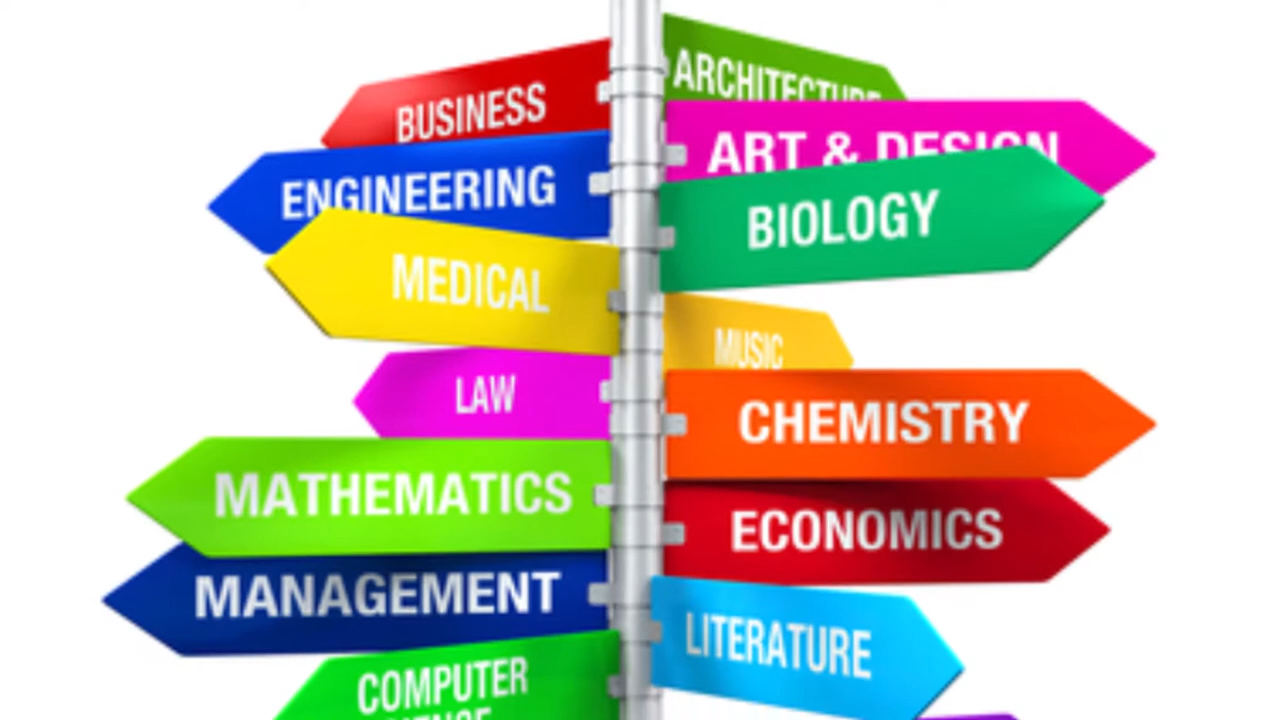 BUSINESS
ENGINEERING
MEDICAL
LAW
MATHEMATICS
MANAGEMENT
COMPUTER
ARCHITECTURE
ART & DESIGN
BIOLOGY
MUSIC
CHEMISTRY
ECONOMICS
LITERATURE